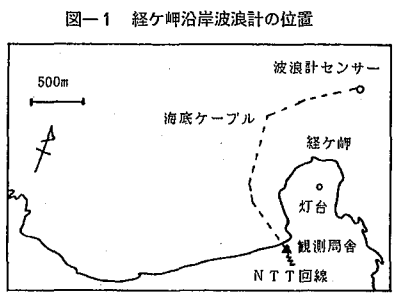 図－1　経ケ岬沿岸波浪計の位置
500m
波浪計センサー
海底ケーブル
経ケ岬
灯台
観測局舎
NTT回線